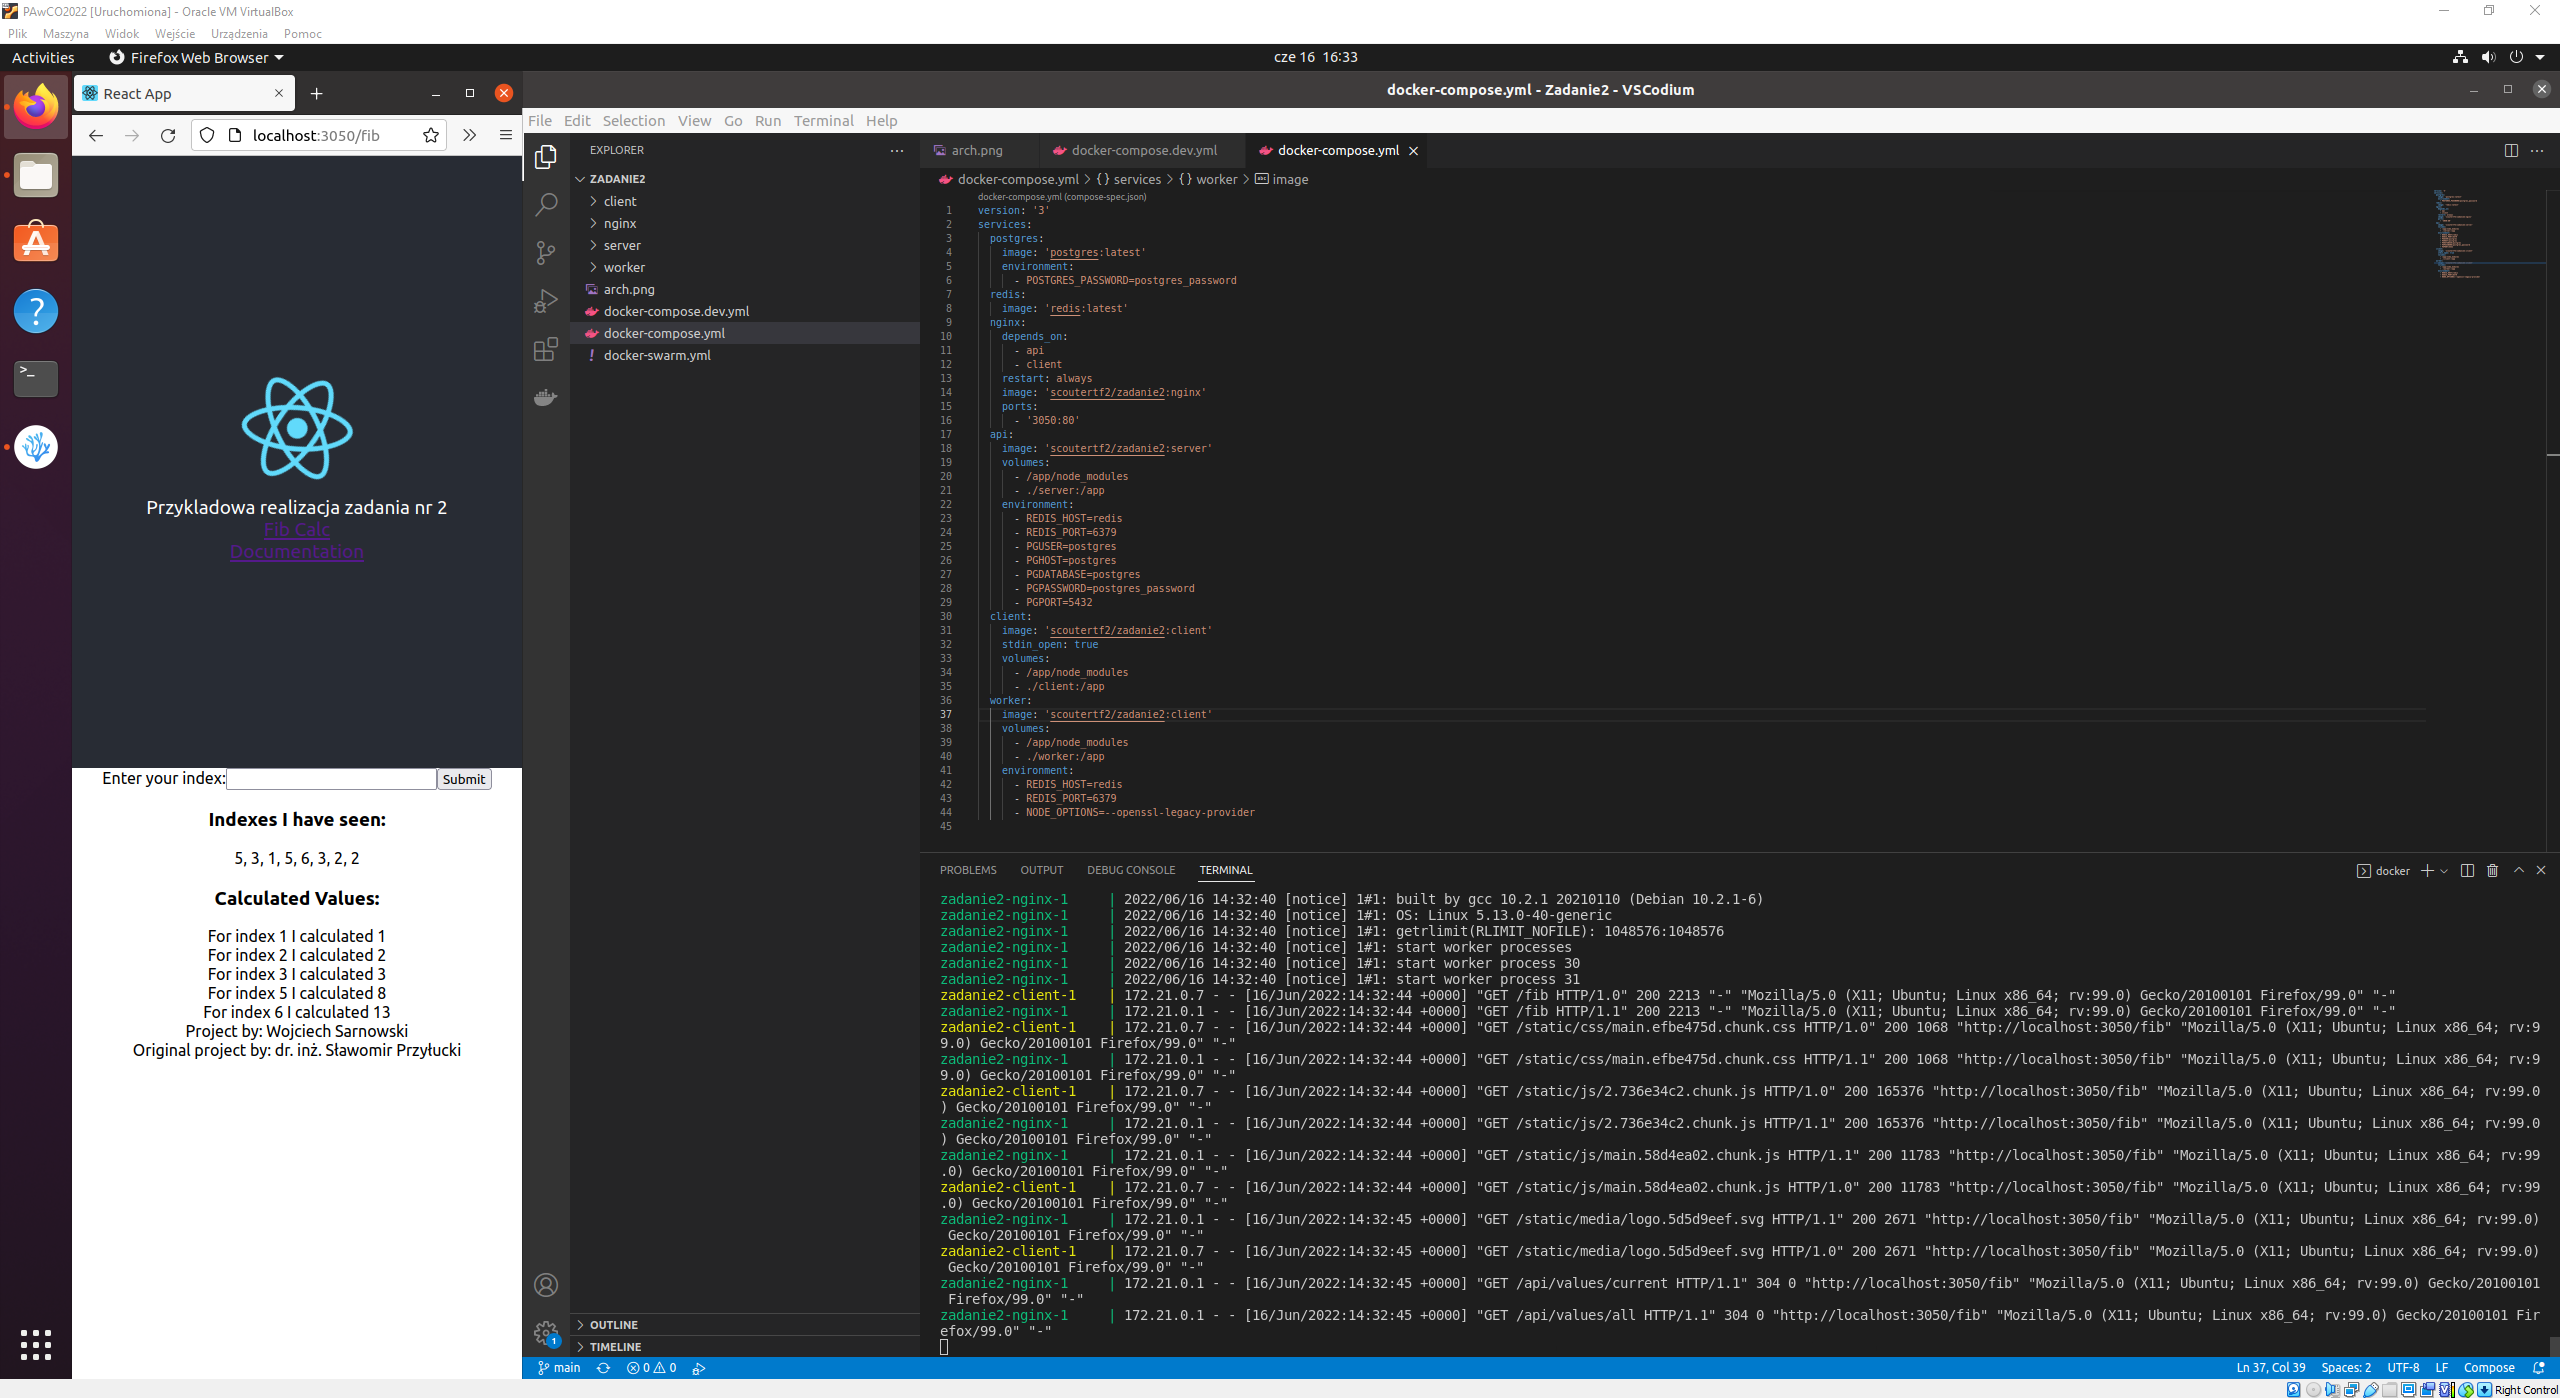 PAwCO2022 [Uruchomiona] - Oracle VM VirtualBox
Plik Maszyna Widok Wejście Urządzenia Pomoc
Activities Firefox Web Browser cze 16 16:33
React App
localhost:3050/fib
Przykladowa realizacja zadania nr 2
Fib Calc
Documentation
Enter your index: Submit
Indexes I have seen:
5, 3, 1, 5, 6, 3, 2, 2
Calculated Values:
For index 1 I calculated 1
For index 2 I calculated 2
For index 3 I calculated 3
For index 5 I calculated 8
For index 6 I calculated 13
Project by: Wojciech Sarnowski
Original project by: dr. inż. Sławomir Przyłucki
docker-compose.yml - Zadanie2 - VSCodium
File Edit Selection View Go Run Terminal Help
EXPLORER
ZADANIE2
client
nginx
server
worker
arch.png
docker-compose.dev.yml
docker-compose.yml
docker-swarm.yml
OUTLINE
TIMELINE
arch.png docker-compose.dev.yml docker-compose.yml
docker-compose.yml > {} services > {} worker > image
docker-compose.yml (compose-spec.json)
1 version: '3'
2 services:
3 postgres:
4 image: 'postgres:latest'
5 environment:
6 - POSTGRES_PASSWORD=postgres_password
7 redis:
8 image: 'redis:latest'
9 nginx:
10 depends_on:
11 - api
12 - client
13 restart: always
14 image: 'scoutertf2/zadanie2:nginx'
15 ports:
16 - '3050:80'
17 api:
18 image: 'scoutertf2/zadanie2:server'
19 volumes:
20 - /app/node_modules
21 - ./server:/app
22 environment:
23 - REDIS_HOST=redis
24 - REDIS_PORT=6379
25 - PGUSER=postgres
26 - PGHOST=postgres
27 - PGDATABASE=postgres
28 - PGPASSWORD=postgres_password
29 - PGPORT=5432
30 client:
31 image: 'scoutertf2/zadanie2:client'
32 stdin_open: true
33 volumes:
34 - /app/node_modules
35 - ./client:/app
36 worker:
37 image: 'scoutertf2/zadanie2:client'
38 volumes:
39 - /app/node_modules
40 - ./worker:/app
41 environment:
42 - REDIS_HOST=redis
43 - REDIS_PORT=6379
44 - NODE_OPTIONS=--openssl-legacy-provider
45
PROBLEMS OUTPUT DEBUG CONSOLE TERMINAL docker
zadanie2-nginx-1 | 2022/06/16 14:32:40 [notice] 1#1: built by gcc 10.2.1 20210110 (Debian 10.2.1-6)
zadanie2-nginx-1 | 2022/06/16 14:32:40 [notice] 1#1: OS: Linux 5.13.0-40-generic
zadanie2-nginx-1 | 2022/06/16 14:32:40 [notice] 1#1: getrlimit(RLIMIT_NOFILE): 1048576:1048576
zadanie2-nginx-1 | 2022/06/16 14:32:40 [notice] 1#1: start worker processes
zadanie2-nginx-1 | 2022/06/16 14:32:40 [notice] 1#1: start worker process 30
zadanie2-nginx-1 | 2022/06/16 14:32:40 [notice] 1#1: start worker process 31
zadanie2-client-1 | 172.21.0.7 - - [16/Jun/2022:14:32:44 +0000] "GET /fib HTTP/1.0" 200 2213 "-" "Mozilla/5.0 (X11; Ubuntu; Linux x86_64; rv:99.0) Gecko/20100101 Firefox/99.0" "-"
zadanie2-nginx-1 | 172.21.0.1 - - [16/Jun/2022:14:32:44 +0000] "GET /fib HTTP/1.1" 200 2213 "-" "Mozilla/5.0 (X11; Ubuntu; Linux x86_64; rv:99.0) Gecko/20100101 Firefox/99.0" "-"
zadanie2-client-1 | 172.21.0.7 - - [16/Jun/2022:14:32:44 +0000] "GET /static/css/main.efbe475d.chunk.css HTTP/1.0" 200 1068 "http://localhost:3050/fib" "Mozilla/5.0 (X11; Ubuntu; Linux x86_64; rv:9
9.0) Gecko/20100101 Firefox/99.0" "-"
zadanie2-nginx-1 | 172.21.0.1 - - [16/Jun/2022:14:32:44 +0000] "GET /static/css/main.efbe475d.chunk.css HTTP/1.1" 200 1068 "http://localhost:3050/fib" "Mozilla/5.0 (X11; Ubuntu; Linux x86_64; rv:9
9.0) Gecko/20100101 Firefox/99.0" "-"
zadanie2-client-1 | 172.21.0.7 - - [16/Jun/2022:14:32:44 +0000] "GET /static/js/2.736e34c2.chunk.js HTTP/1.0" 200 165376 "http://localhost:3050/fib" "Mozilla/5.0 (X11; Ubuntu; Linux x86_64; rv:99.0
) Gecko/20100101 Firefox/99.0" "-"
zadanie2-nginx-1 | 172.21.0.1 - - [16/Jun/2022:14:32:44 +0000] "GET /static/js/2.736e34c2.chunk.js HTTP/1.1" 200 165376 "http://localhost:3050/fib" "Mozilla/5.0 (X11; Ubuntu; Linux x86_64; rv:99.0
) Gecko/20100101 Firefox/99.0" "-"
zadanie2-nginx-1 | 172.21.0.1 - - [16/Jun/2022:14:32:44 +0000] "GET /static/js/main.58d4ea02.chunk.js HTTP/1.1" 200 11783 "http://localhost:3050/fib" "Mozilla/5.0 (X11; Ubuntu; Linux x86_64; rv:99
.0) Gecko/20100101 Firefox/99.0" "-"
zadanie2-client-1 | 172.21.0.7 - - [16/Jun/2022:14:32:44 +0000] "GET /static/js/main.58d4ea02.chunk.js HTTP/1.0" 200 11783 "http://localhost:3050/fib" "Mozilla/5.0 (X11; Ubuntu; Linux x86_64; rv:99
.0) Gecko/20100101 Firefox/99.0" "-"
zadanie2-nginx-1 | 172.21.0.1 - - [16/Jun/2022:14:32:45 +0000] "GET /static/media/logo.5d5d9eef.svg HTTP/1.1" 200 2671 "http://localhost:3050/fib" "Mozilla/5.0 (X11; Ubuntu; Linux x86_64; rv:99.0)
Gecko/20100101 Firefox/99.0" "-"
zadanie2-client-1 | 172.21.0.7 - - [16/Jun/2022:14:32:45 +0000] "GET /static/media/logo.5d5d9eef.svg HTTP/1.0" 200 2671 "http://localhost:3050/fib" "Mozilla/5.0 (X11; Ubuntu; Linux x86_64; rv:99.0)
Gecko/20100101 Firefox/99.0" "-"
zadanie2-nginx-1 | 172.21.0.1 - - [16/Jun/2022:14:32:45 +0000] "GET /api/values/current HTTP/1.1" 304 0 "http://localhost:3050/fib" "Mozilla/5.0 (X11; Ubuntu; Linux x86_64; rv:99.0) Gecko/20100101
Firefox/99.0" "-"
zadanie2-nginx-1 | 172.21.0.1 - - [16/Jun/2022:14:32:45 +0000] "GET /api/values/all HTTP/1.1" 304 0 "http://localhost:3050/fib" "Mozilla/5.0 (X11; Ubuntu; Linux x86_64; rv:99.0) Gecko/20100101 Fir
efox/99.0" "-"
1
main 0 0 Ln 37, Col 39 Spaces: 2 UTF-8 LF Compose
Right Control